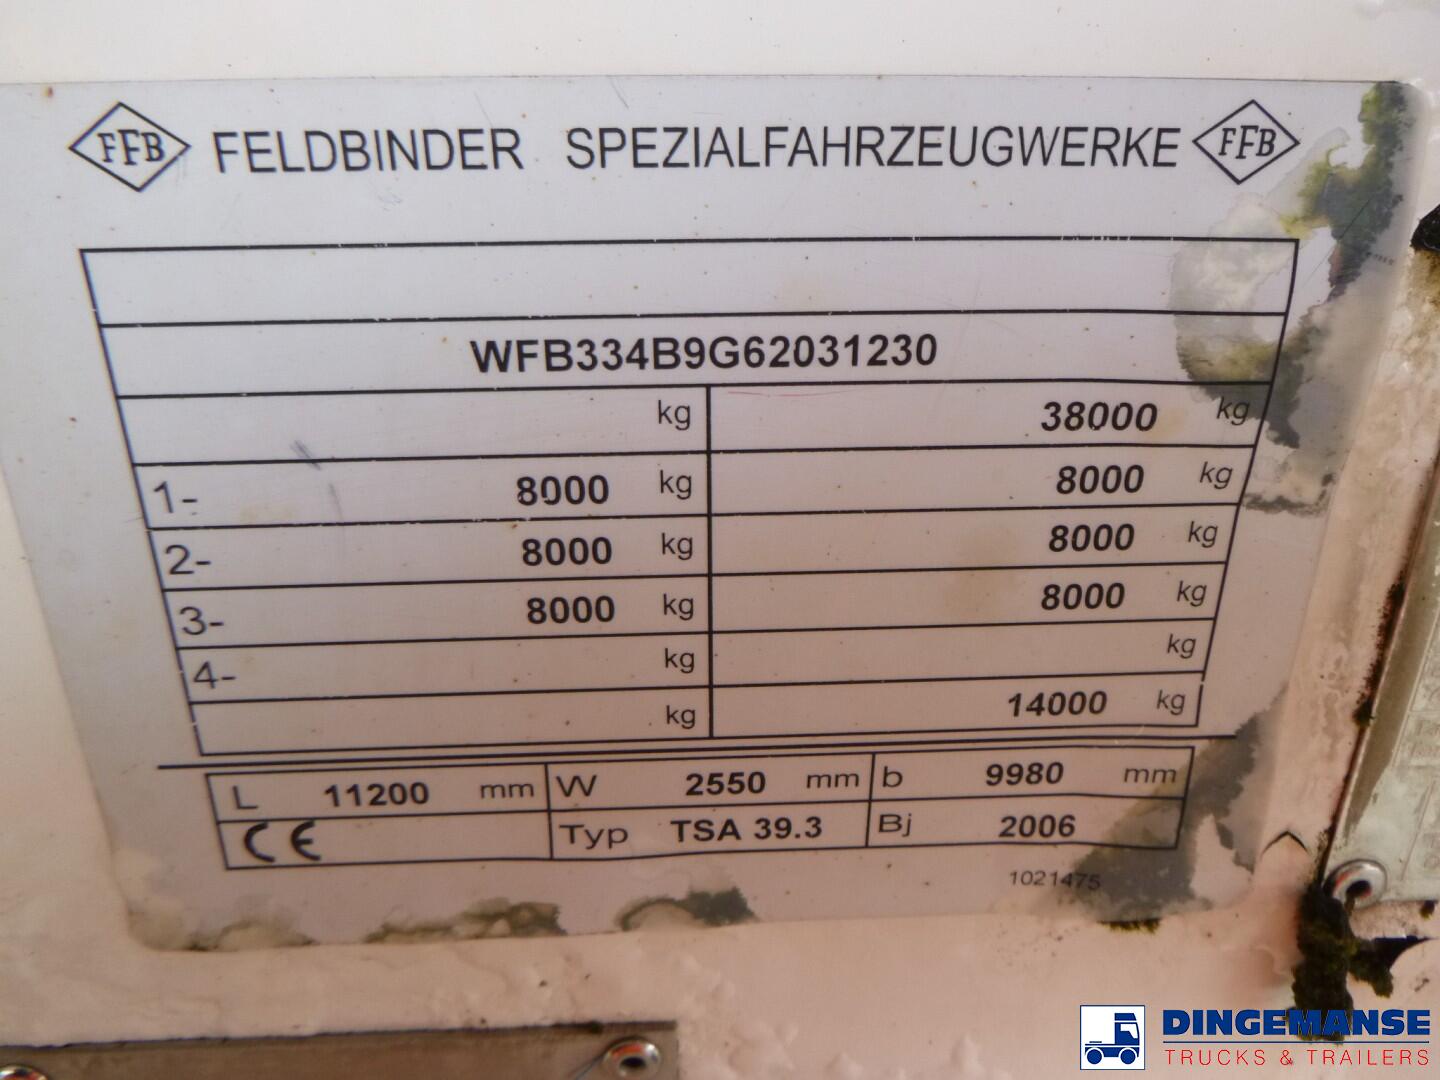 FFB FELDBINDER SPEZIALFAHRZEUGWERKE FFB
WFB334B9G62031230
kg 38000 kg
1- 8000 kg 8000 kg
2- 8000 kg 8000 kg
3- 8000 kg 8000 kg
4- kg kg
kg 14000 kg
L 11200 mm W 2550 mm b 9980 mm
CE Typ TSA 39.3 Bj 2006
1021475
DINGEMANSE
TRUCKS & TRAILERS